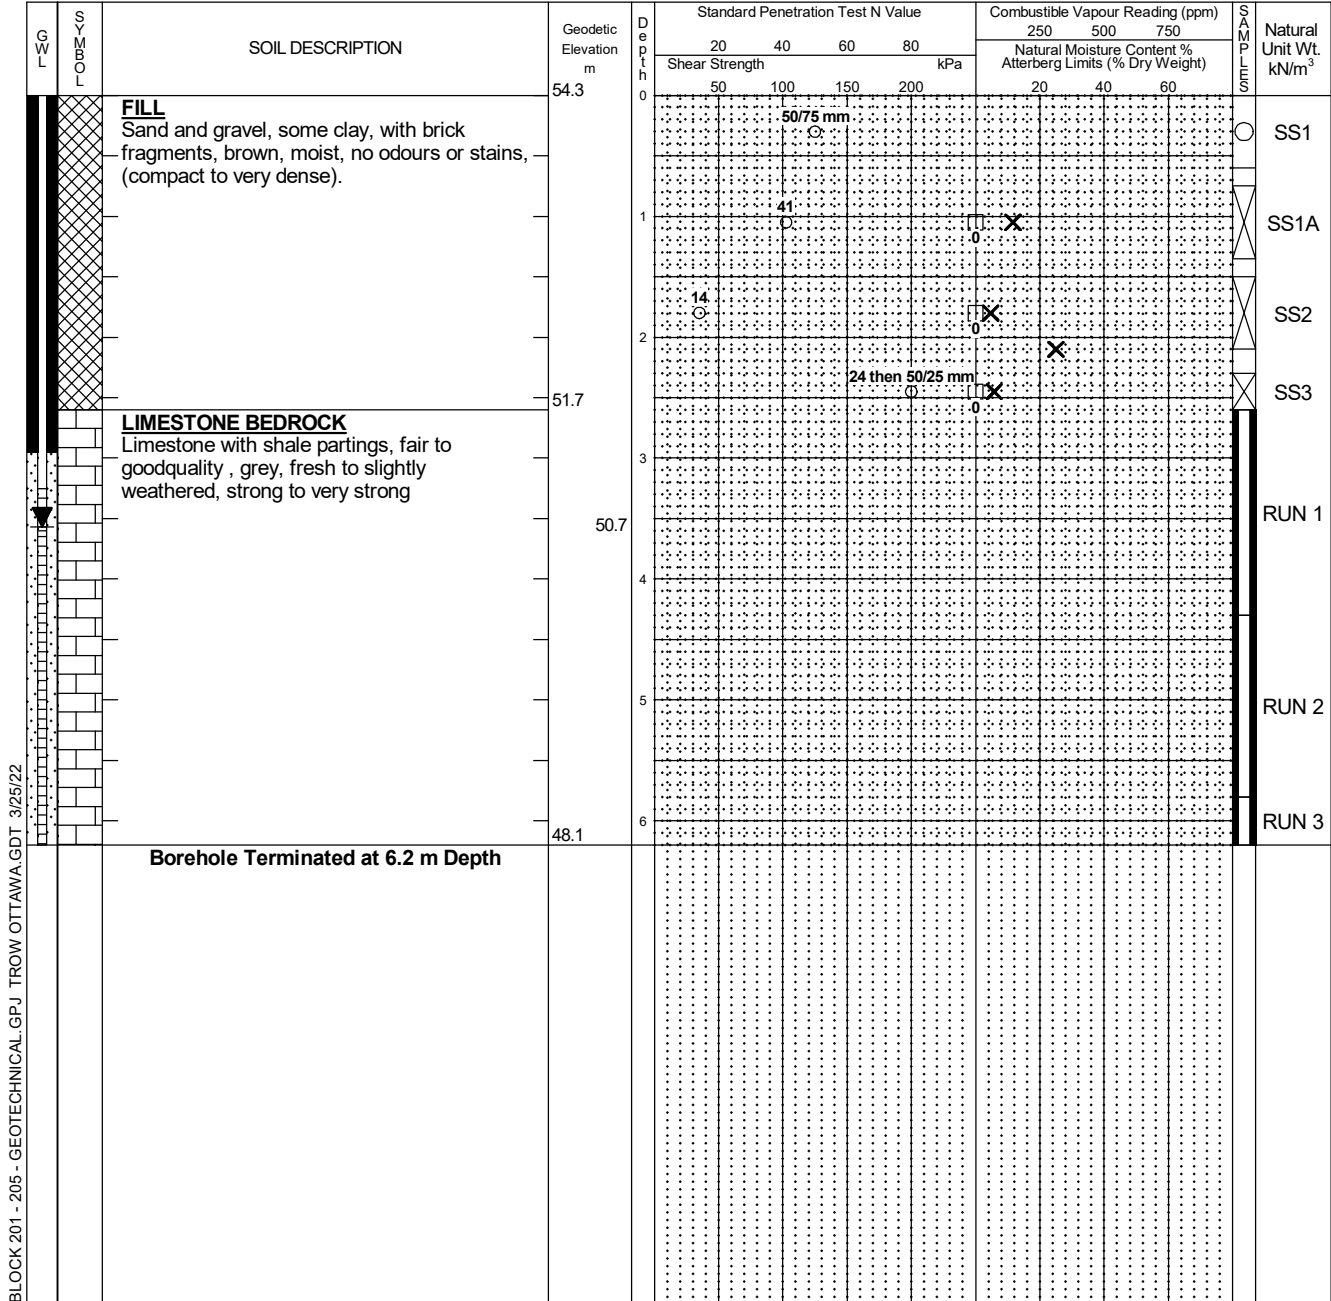 GWL
SYMBOL
SOIL DESCRIPTION
Geodetic
Elevation
m
Depth
Standard Penetration Test N Value
20 40 60 80
Shear Strength kPa
50 100 150 200
Combustible Vapour Reading (ppm)
250 500 750
Natural Moisture Content %
Atterberg Limits (% Dry Weight)
20 40 60
SAMPLES
Natural
Unit Wt.
kN/m³
54.3
0
FILL
Sand and gravel, some clay, with brick
fragments, brown, moist, no odours or stains,
(compact to very dense).
50/75 mm
SS1
41
1
0
SS1A
14
0
SS2
2
24 then 50/25 mm
0
SS3
51.7
LIMESTONE BEDROCK
Limestone with shale partings, fair to
goodquality , grey, fresh to slightly
weathered, strong to very strong
3
50.7
RUN 1
4
5
RUN 2
6
RUN 3
48.1
Borehole Terminated at 6.2 m Depth
BLOCK 201 - 205 - GEOTECHNICAL.GPJ TROW OTTAWA.GDT 3/25/22